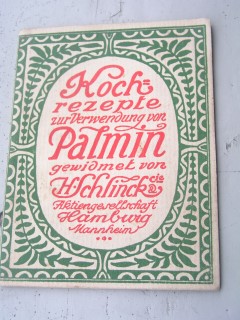 Koch=
rezepte
zur Verwendung von
Palmin
gewidmet von
H. Schlinck & Cie
Aktiengesellschaft
Hamburg
Mannheim